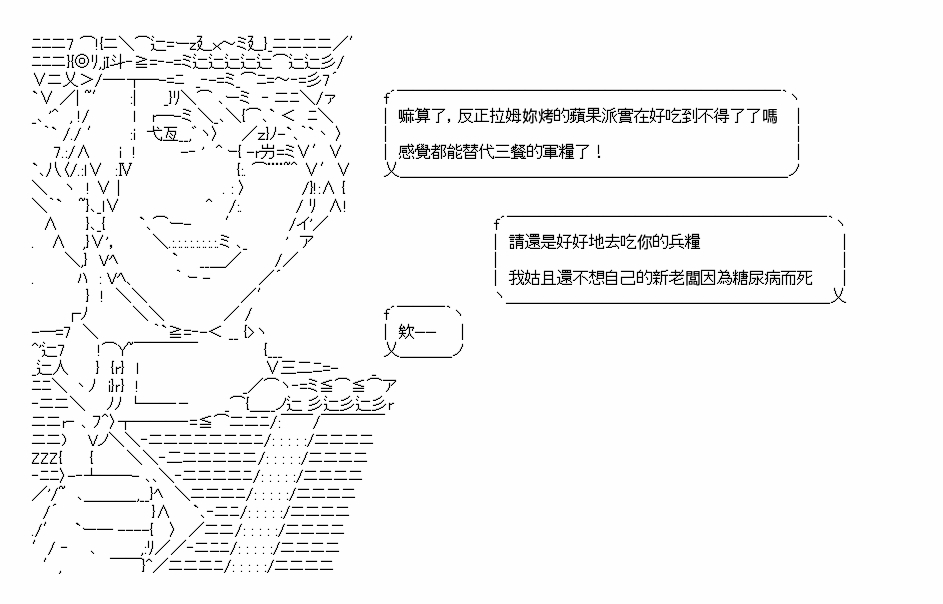 嘛算了，反正拉姆妳烤的蘋果派實在好吃到不得了了嗎
感覺都能替代三餐的軍糧了！
請還是好好地去吃你的兵糧
我姑且還不想自己的新老闆因為糖尿病而死
欸——